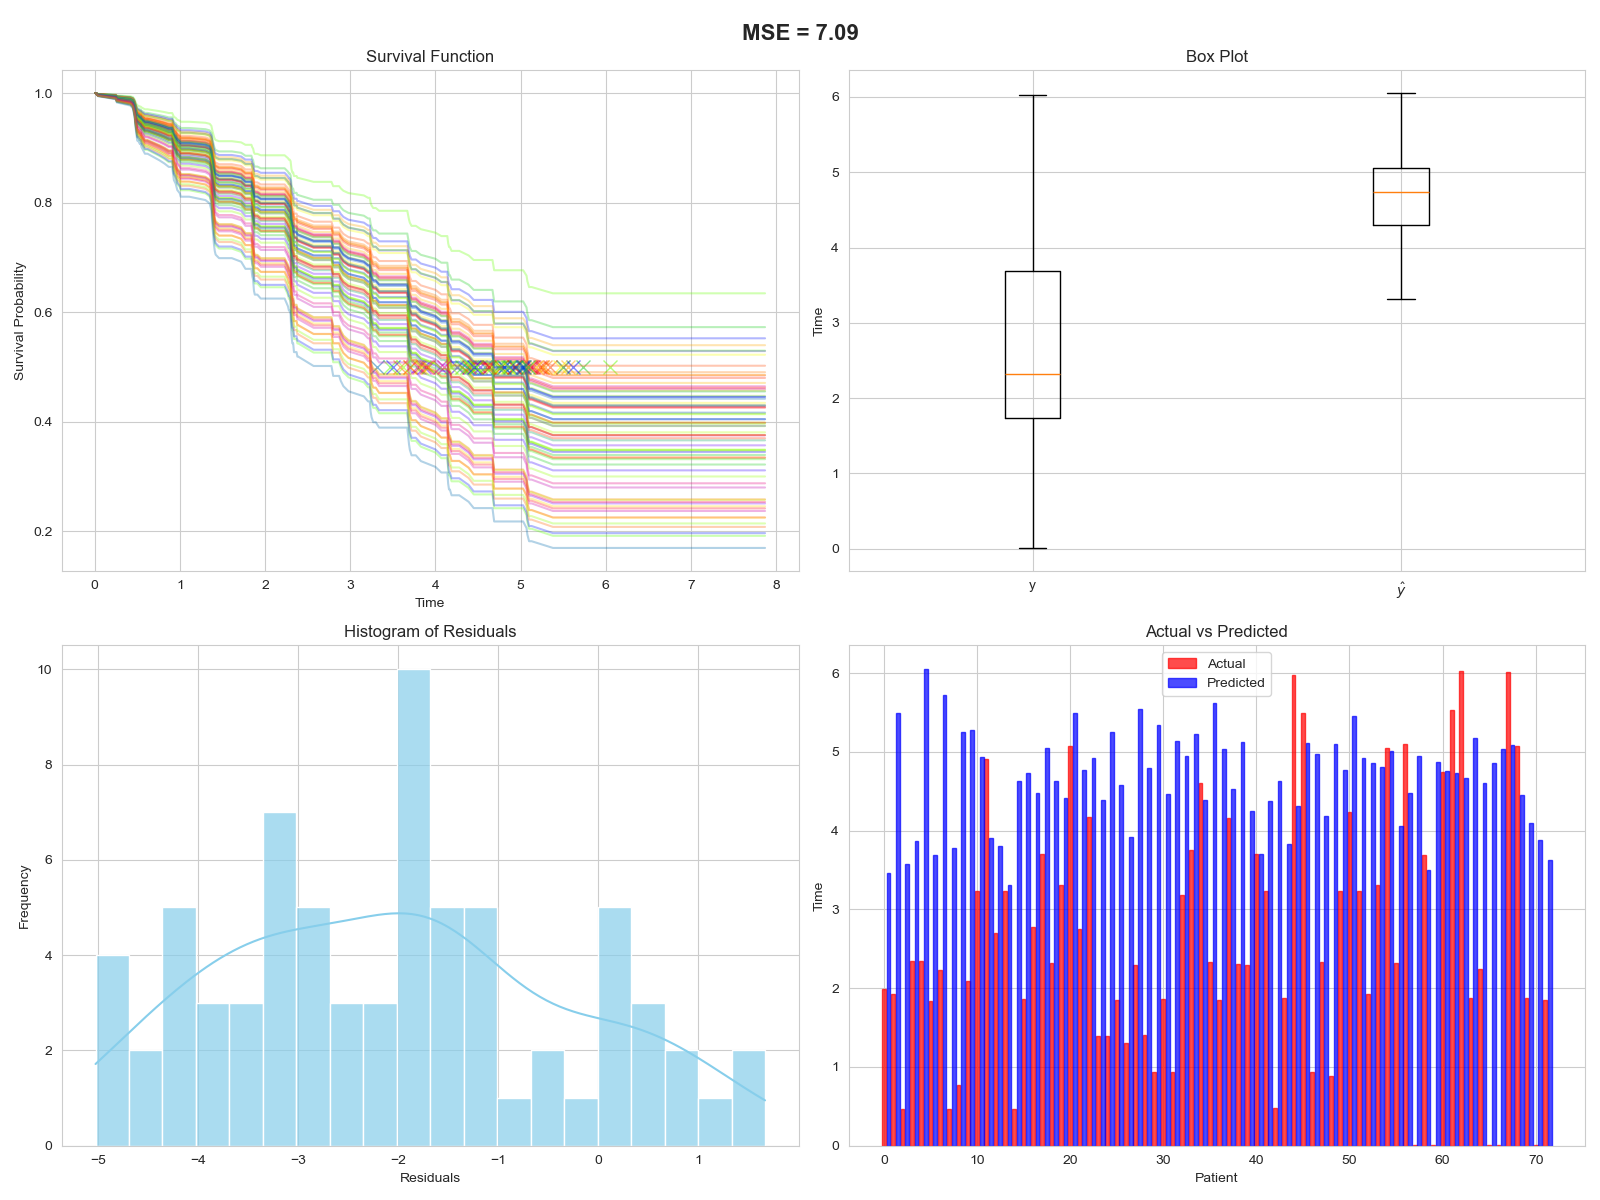 MSE = 7.09
Survival Function
Survival Probability
1.0
0.8
0.6
0.4
0.2
0 1 2 3 4 5 6 7 8
Time
Box Plot
Time
6
5
4
3
2
1
0
y ŷ
Histogram of Residuals
Frequency
10
8
6
4
2
0
−5 −4 −3 −2 −1 0 1
Residuals
Actual vs Predicted
Actual
Predicted
Time
6
5
4
3
2
1
0
0 10 20 30 40 50 60 70
Patient